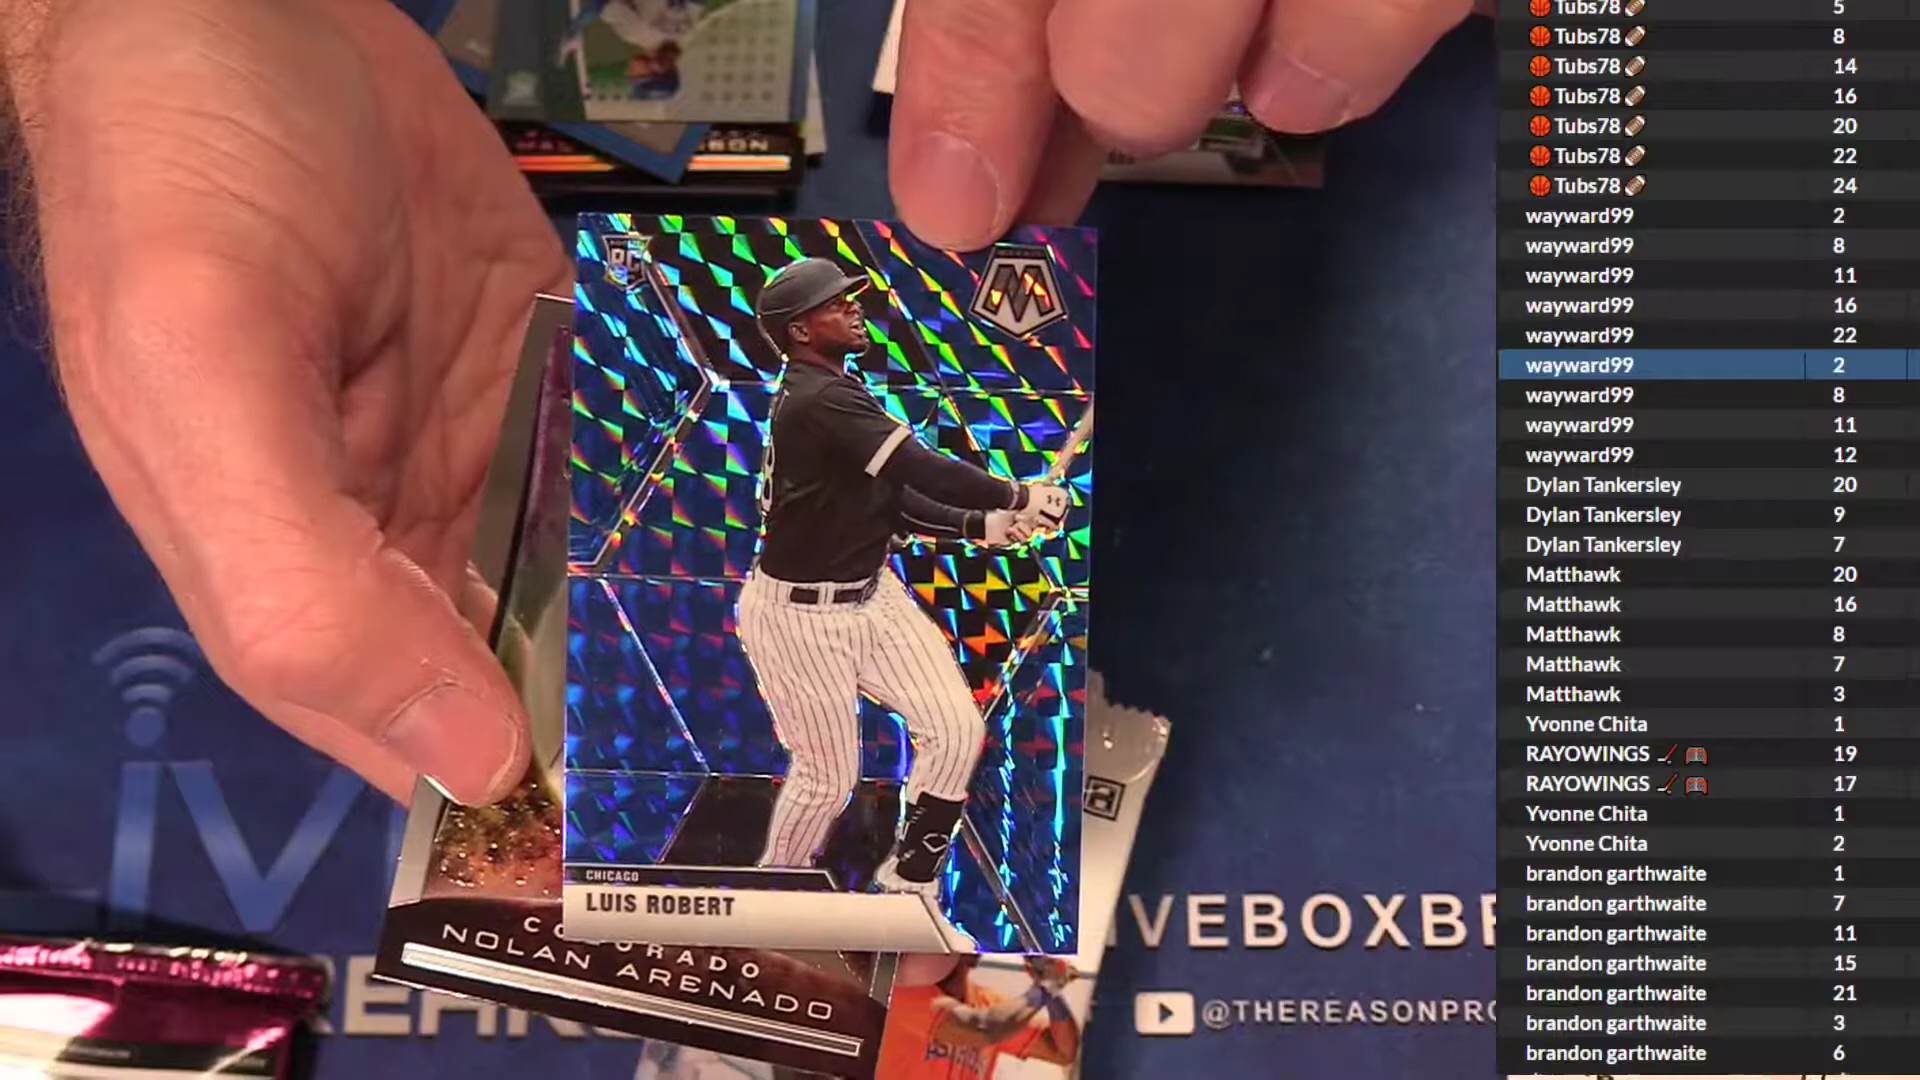 Tubs78 5
Tubs78 8
Tubs78 14
Tubs78 16
Tubs78 20
Tubs78 22
Tubs78 24
wayward99 2
wayward99 8
wayward99 11
wayward99 16
wayward99 22
wayward99 2
wayward99 8
wayward99 11
wayward99 12
Dylan Tankersley 20
Dylan Tankersley 9
Dylan Tankersley 7
Matthawk 20
Matthawk 16
Matthawk 8
Matthawk 7
Matthawk 3
Yvonne Chita 1
RAYOWINGS 19
RAYOWINGS 17
Yvonne Chita 1
Yvonne Chita 2
brandon garthwaite 1
brandon garthwaite 7
brandon garthwaite 11
brandon garthwaite 15
brandon garthwaite 21
brandon garthwaite 3
brandon garthwaite 6
RC
M
CHICAGO
LUIS ROBERT
NOLAN ARENADO
IVEBOXB
@THEREASONPRO